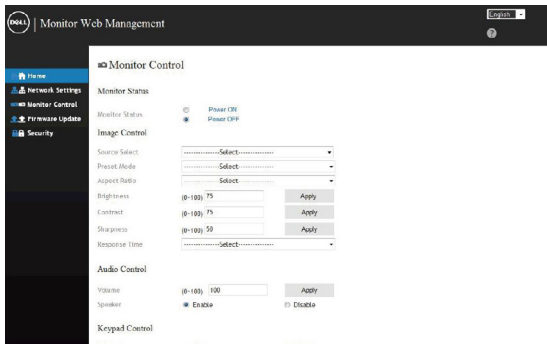 DELL | Monitor Web Management
English
?
Home
Network Settings
Monitor Control
Firmware Update
Security
Monitor Control
Monitor Status
Monitor Status
Power ON
Power OFF
Image Control
Source Select ---------------Select---------------
Preset Mode ---------------Select---------------
Aspect Ratio ---------------Select---------------
Brightness (0~100) 75 Apply
Contrast (0~100) 75 Apply
Sharpness (0~100) 50 Apply
Response Time ---------------Select---------------
Audio Control
Volume (0~100) 100 Apply
Speaker Enable Disable
Keypad Control